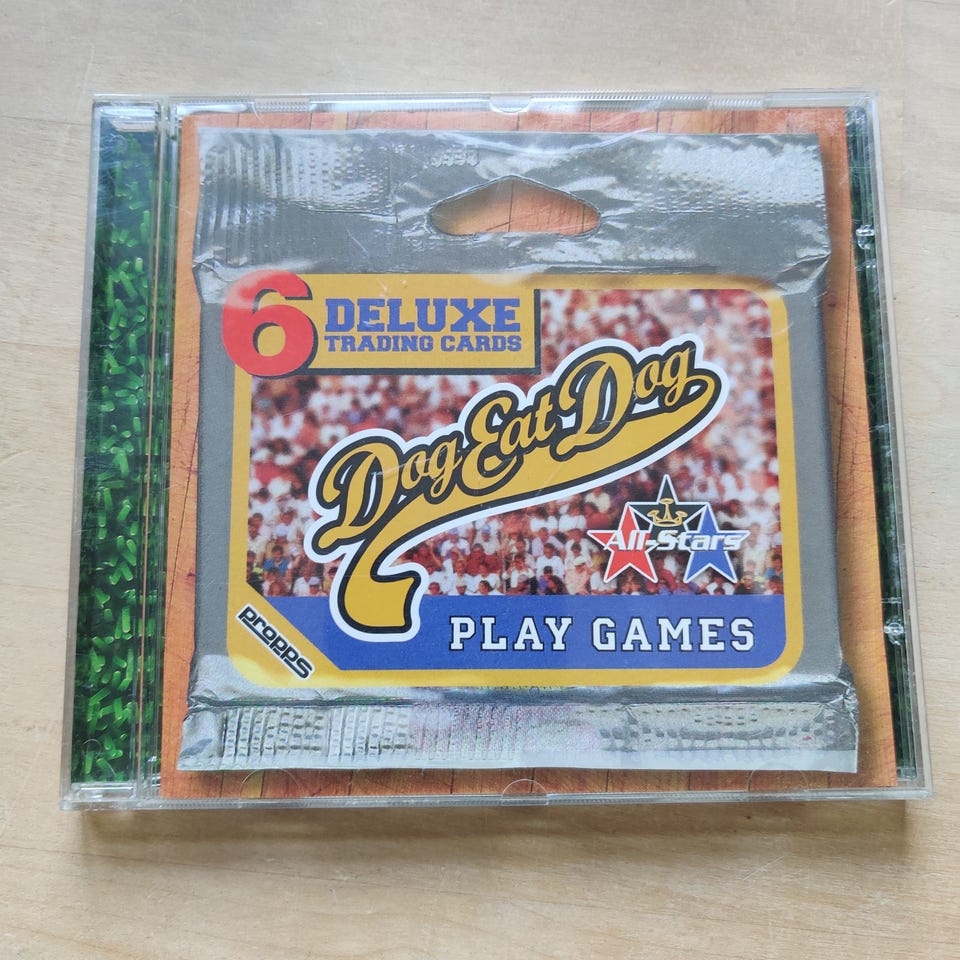 6 DELUXE
TRADING CARDS
Dog Eat Dog
All-Stars
PLAY GAMES
propps